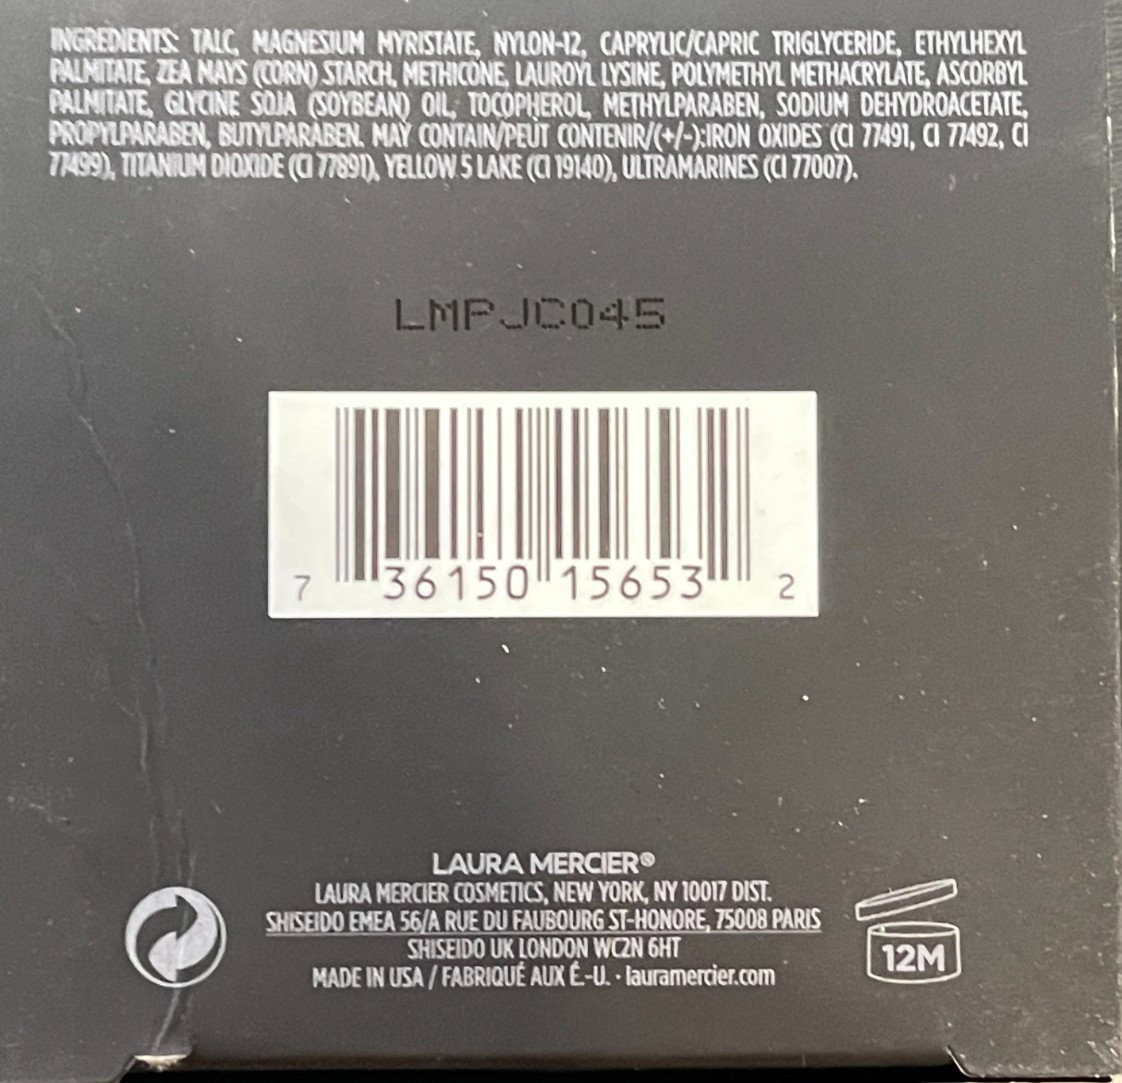 INGREDIENTS: TALC, MAGNESIUM MYRISTATE, NYLON-12, CAPRYLIC/CAPRIC TRIGLYCERIDE, ETHYLHEXYL
PALMITATE, ZEA MAYS (CORN) STARCH, METHICONE, LAUROYL LYSINE, POLYMETHYL METHACRYLATE, ASCORBYL
PALMITATE, GLYCINE SOJA (SOYBEAN) OIL, TOCOPHEROL, METHYLPARABEN, SODIUM DEHYDROACETATE,
PROPYLPARABEN, BUTYLPARABEN. MAY CONTAIN/PEUT CONTENIR/(+/-):IRON OXIDES (CI 77491, CI 77492, CI
77499), TITANIUM DIOXIDE (CI 77891), YELLOW 5 LAKE (CI 19140), ULTRAMARINES (CI 77007).
LMPJC045
7 36150 15653 2
LAURA MERCIER®
LAURA MERCIER COSMETICS, NEW YORK, NY 10017 DIST.
SHISEIDO EMEA 56/A RUE DU FAUBOURG ST-HONORE, 75008 PARIS
SHISEIDO UK LONDON WC2N 6HT
MADE IN USA / FABRIQUÉ AUX É.-U. · lauramercier.com
12M